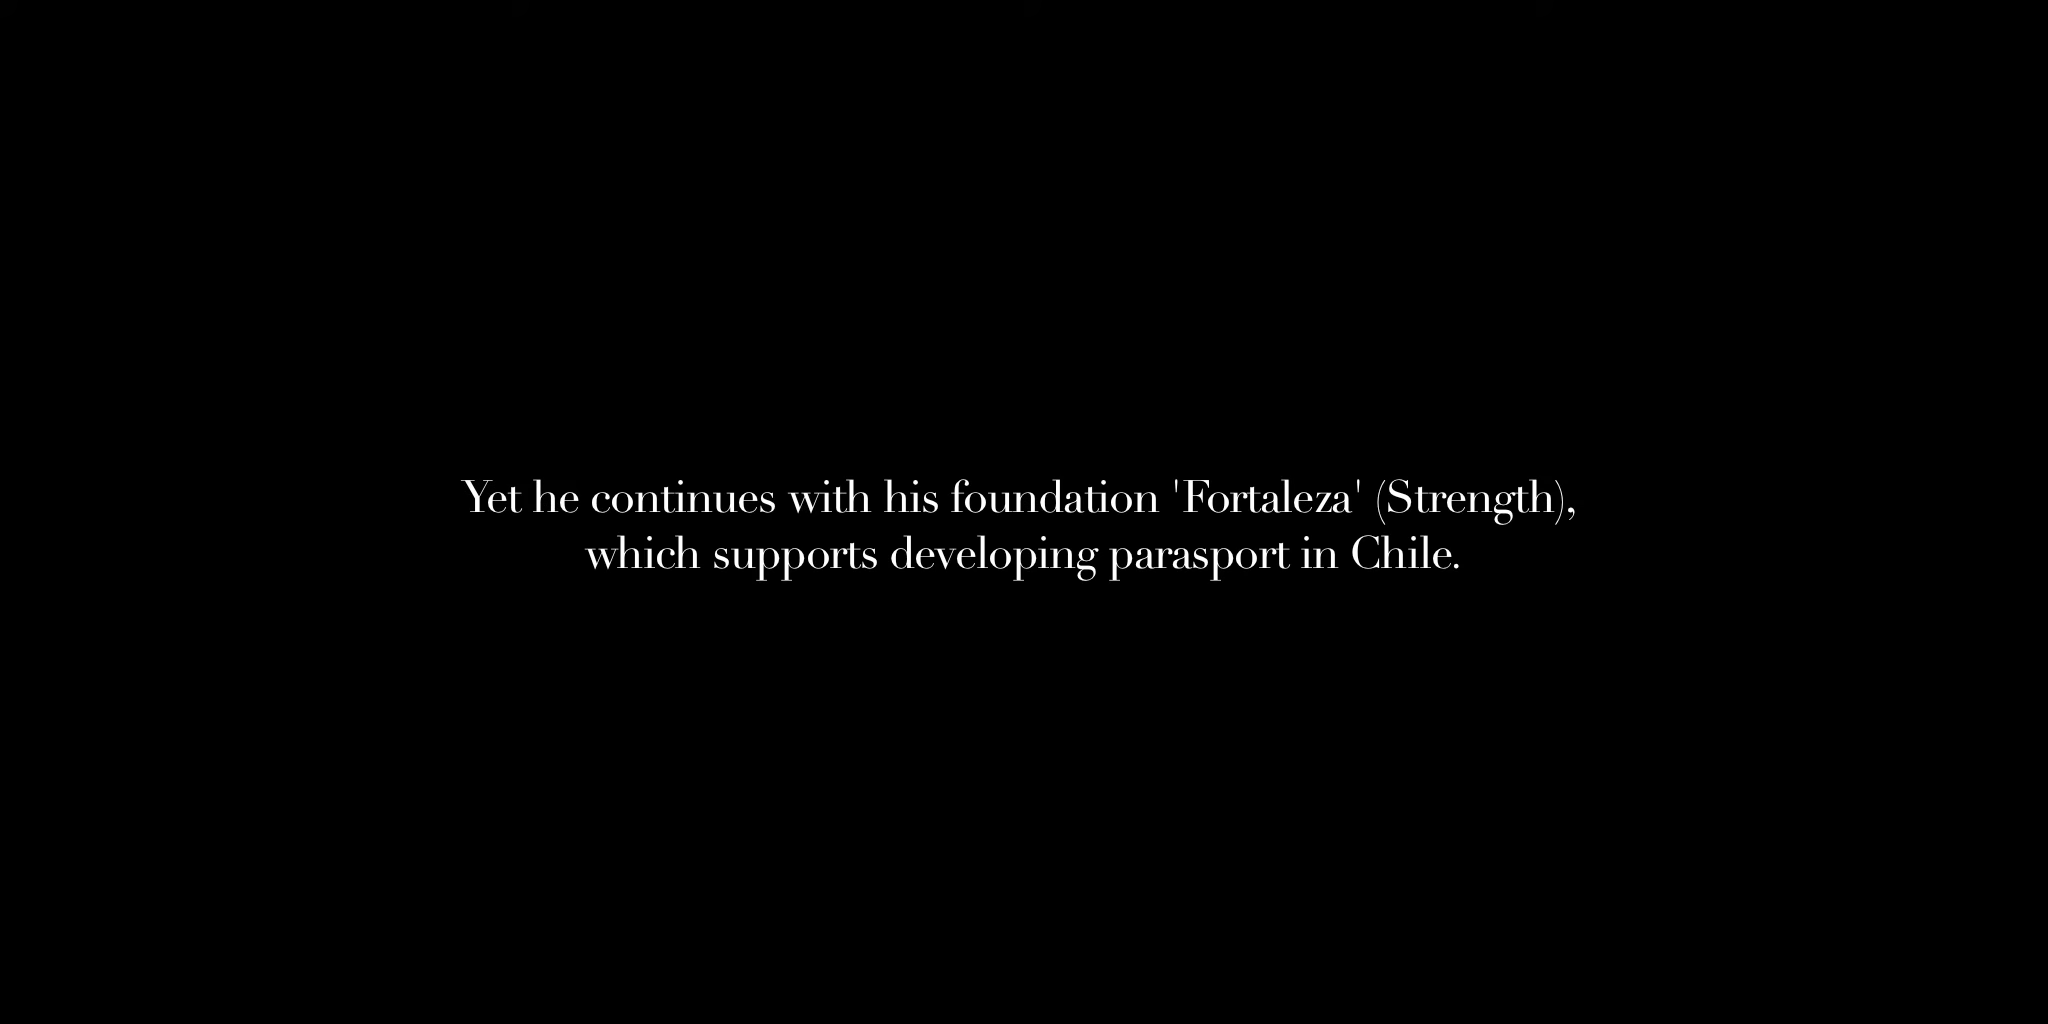 Yet he continues with his foundation 'Fortaleza' (Strength),
which supports developing parasport in Chile.